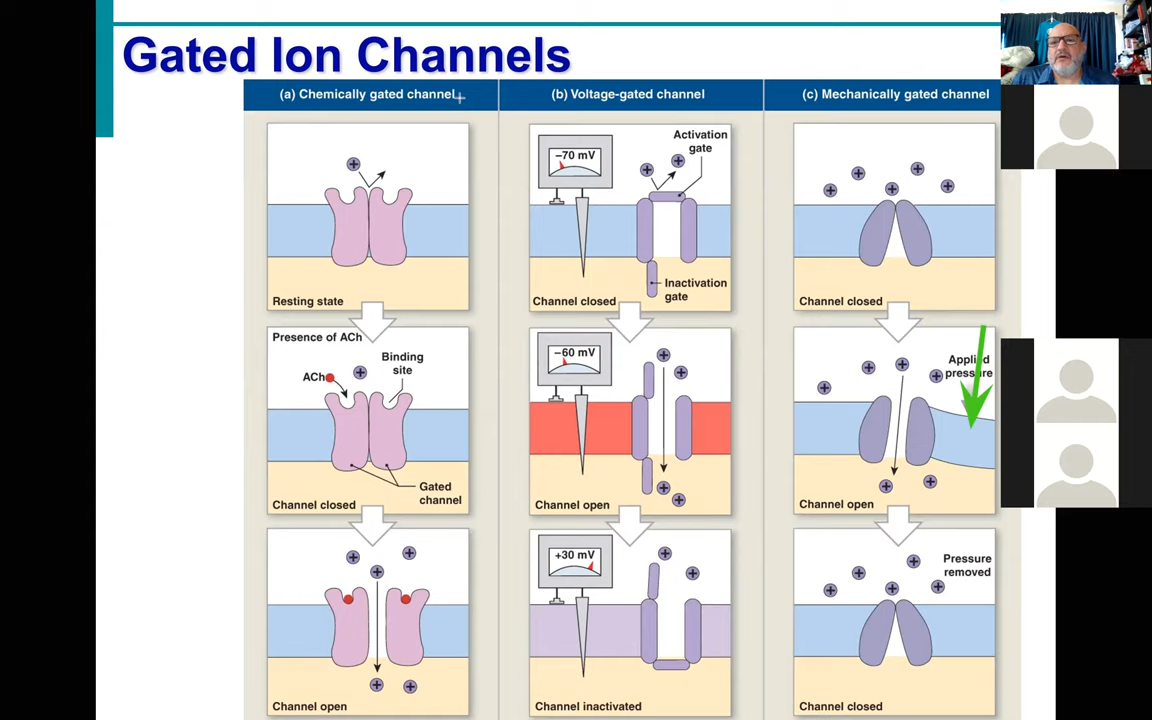 Gated Ion Channels
(a) Chemically gated channel
(b) Voltage-gated channel
(c) Mechanically gated channel
Resting state
−70 mV
Activation
gate
Inactivation
gate
Channel closed
Channel closed
Presence of ACh
ACh
Binding
site
Gated
channel
Channel closed
−60 mV
Channel open
Applied
pressure
Channel open
Channel open
+30 mV
Channel inactivated
Pressure
removed
Channel closed